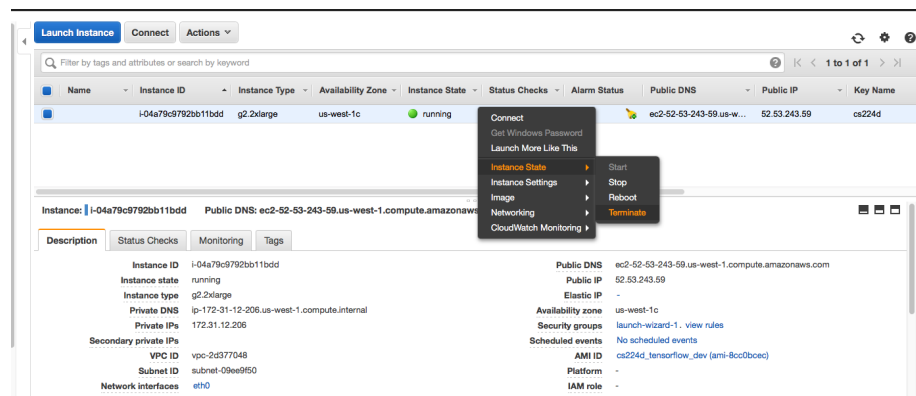 Launch Instance Connect Actions
Filter by tags and attributes or search by keyword 1 to 1 of 1
Name Instance ID Instance Type Availability Zone Instance State Status Checks Alarm Status Public DNS Public IP Key Name
i-04a79c9792bb11bdd g2.2xlarge us-west-1c running ec2-52-53-243-59.us-w... 52.53.243.59 cs224d
Connect
Get Windows Password
Launch More Like This
Instance State Start
Instance Settings Stop
Image Reboot
Networking Terminate
CloudWatch Monitoring
Instance: i-04a79c9792bb11bdd Public DNS: ec2-52-53-243-59.us-west-1.compute.amazonaws
Description Status Checks Monitoring Tags
Instance ID i-04a79c9792bb11bdd Public DNS ec2-52-53-243-59.us-west-1.compute.amazonaws.com
Instance state running Public IP 52.53.243.59
Instance type g2.2xlarge Elastic IP -
Private DNS ip-172-31-12-206.us-west-1.compute.internal Availability zone us-west-1c
Private IPs 172.31.12.206 Security groups launch-wizard-1. view rules
Secondary private IPs Scheduled events No scheduled events
VPC ID vpc-2d377048 AMI ID cs224d_tensorflow_dev (ami-8cc0bcec)
Subnet ID subnet-09ee9f50 Platform -
Network interfaces eth0 IAM role -